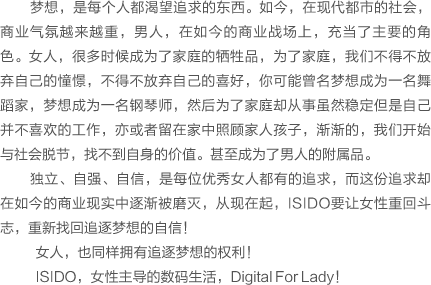 梦想，是每个人都渴望追求的东西。如今，在现代都市的社会，
商业气氛越来越重，男人，在如今的商业战场上，充当了主要的角
色。女人，很多时候成为了家庭的牺牲品，为了家庭，我们不得不放
弃自己的憧憬，不得不放弃自己的喜好，你可能曾名梦想成为一名舞
蹈家，梦想成为一名钢琴师，然后为了家庭却从事虽然稳定但是自己
并不喜欢的工作，亦或者留在家中照顾家人孩子，渐渐的，我们开始
与社会脱节，找不到自身的价值。甚至成为了男人的附属品。
独立、自强、自信，是每位优秀女人都有的追求，而这份追求却
在如今的商业现实中逐渐被磨灭，从现在起，ISIDO要让女性重回斗
志，重新找回追逐梦想的自信！
女人，也同样拥有追逐梦想的权利！
ISIDO，女性主导的数码生活，Digital For Lady！